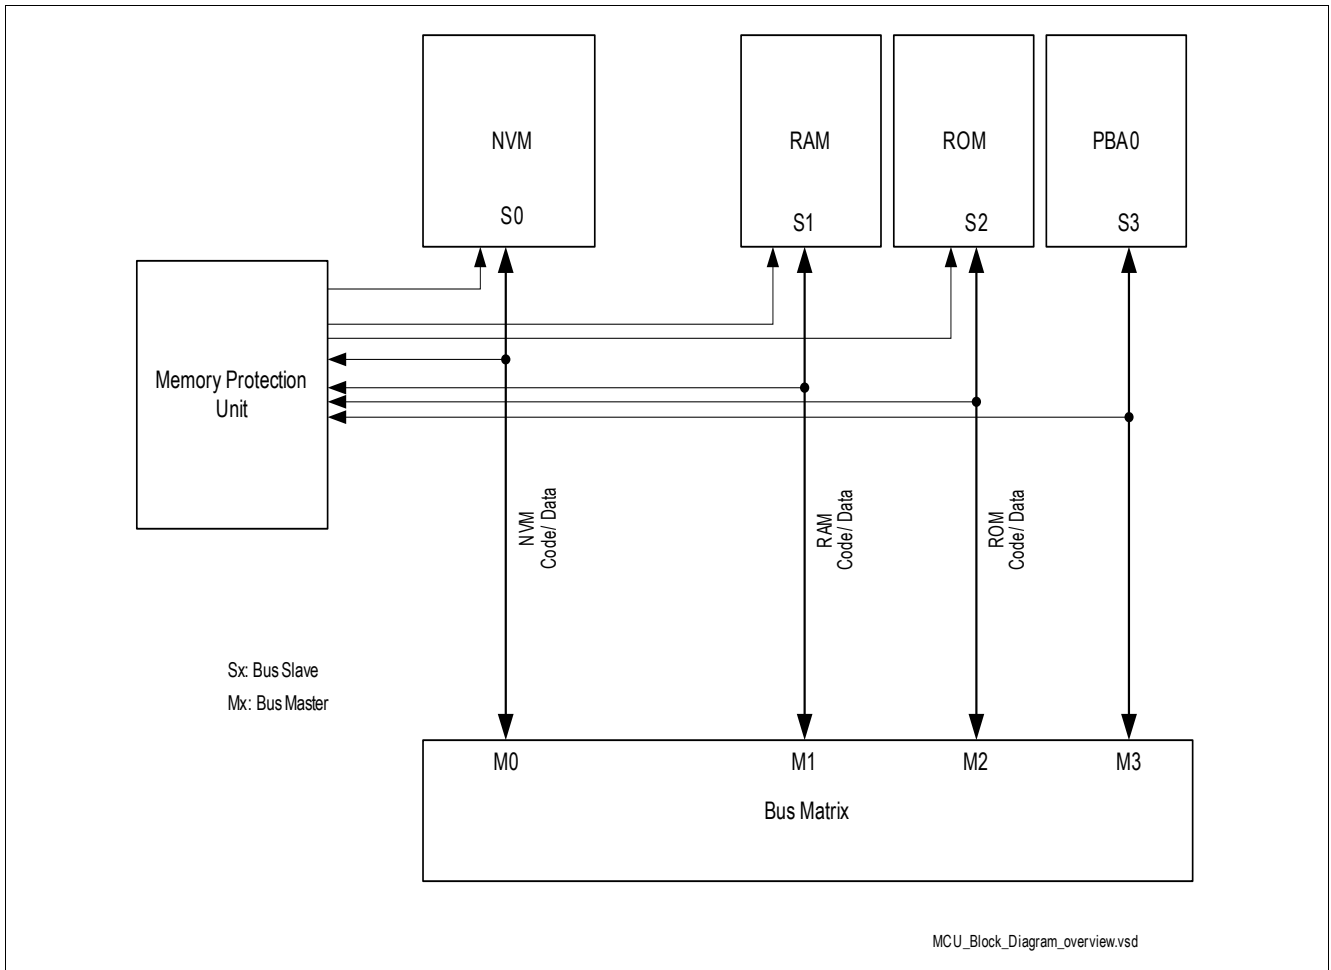 NVM
RAM
ROM
PBA0
S0
S1
S2
S3
Memory Protection
Unit
NVM
Code/ Data
RAM
Code/ Data
ROM
Code/ Data
Sx: Bus Slave
Mx: Bus Master
M0
M1
M2
M3
Bus Matrix
MCU_Block_Diagram_overview.vsd